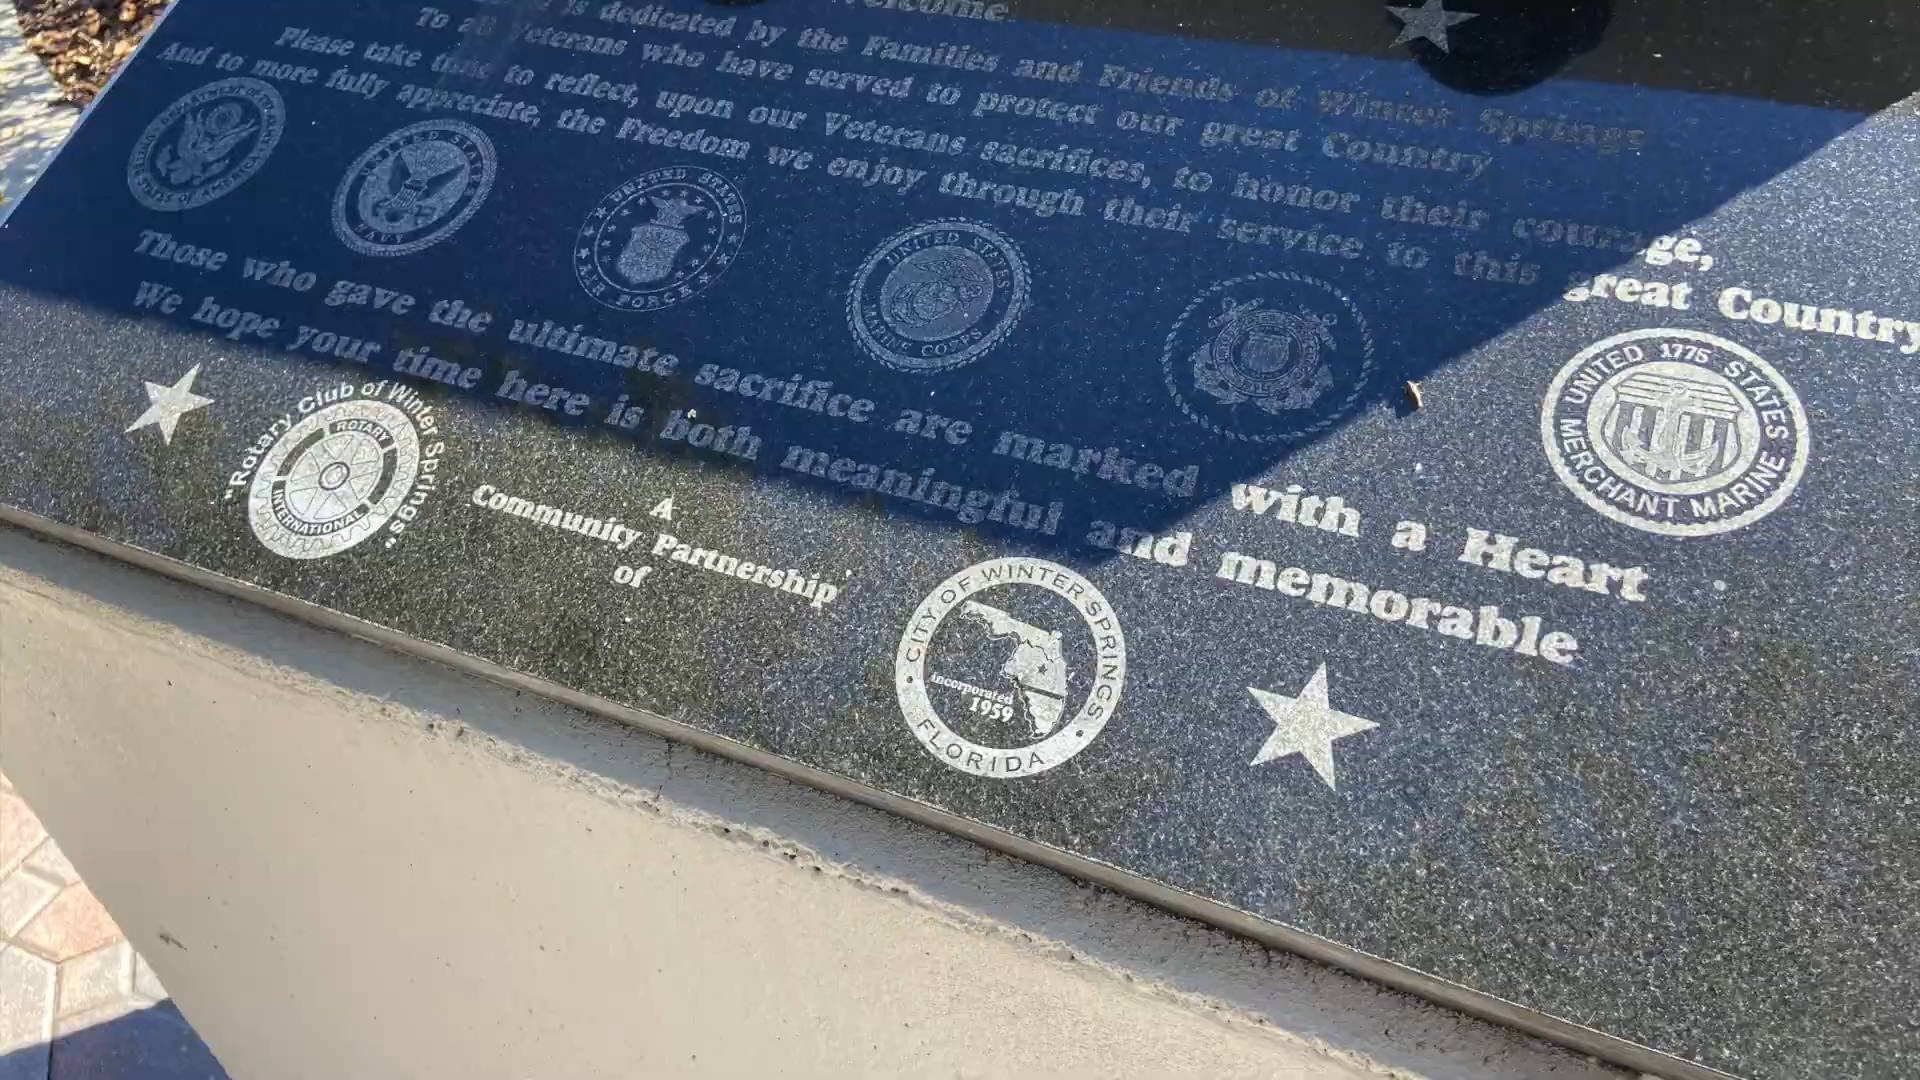 is dedicated by the Families and Friends of Winter Springs
To all Veterans who have served to protect our great Country
Please take time to reflect, upon our Veterans sacrifices, to honor their courage,
And to more fully appreciate, the Freedom we enjoy through their service to this great Country
UNITED STATES OF AMERICA
UNITED STATES
NAVY
UNITED STATES
AIR FORCE
UNITED STATES
MARINE CORPS
UNITED 1775 STATES
MERCHANT MARINE
Those who gave the ultimate sacrifice are marked with a Heart
We hope your time here is both meaningful and memorable
"Rotary Club of Winter Springs"
ROTARY
INTERNATIONAL
A
Community Partnership
of
CITY OF WINTER SPRINGS
incorporated
1959
FLORIDA